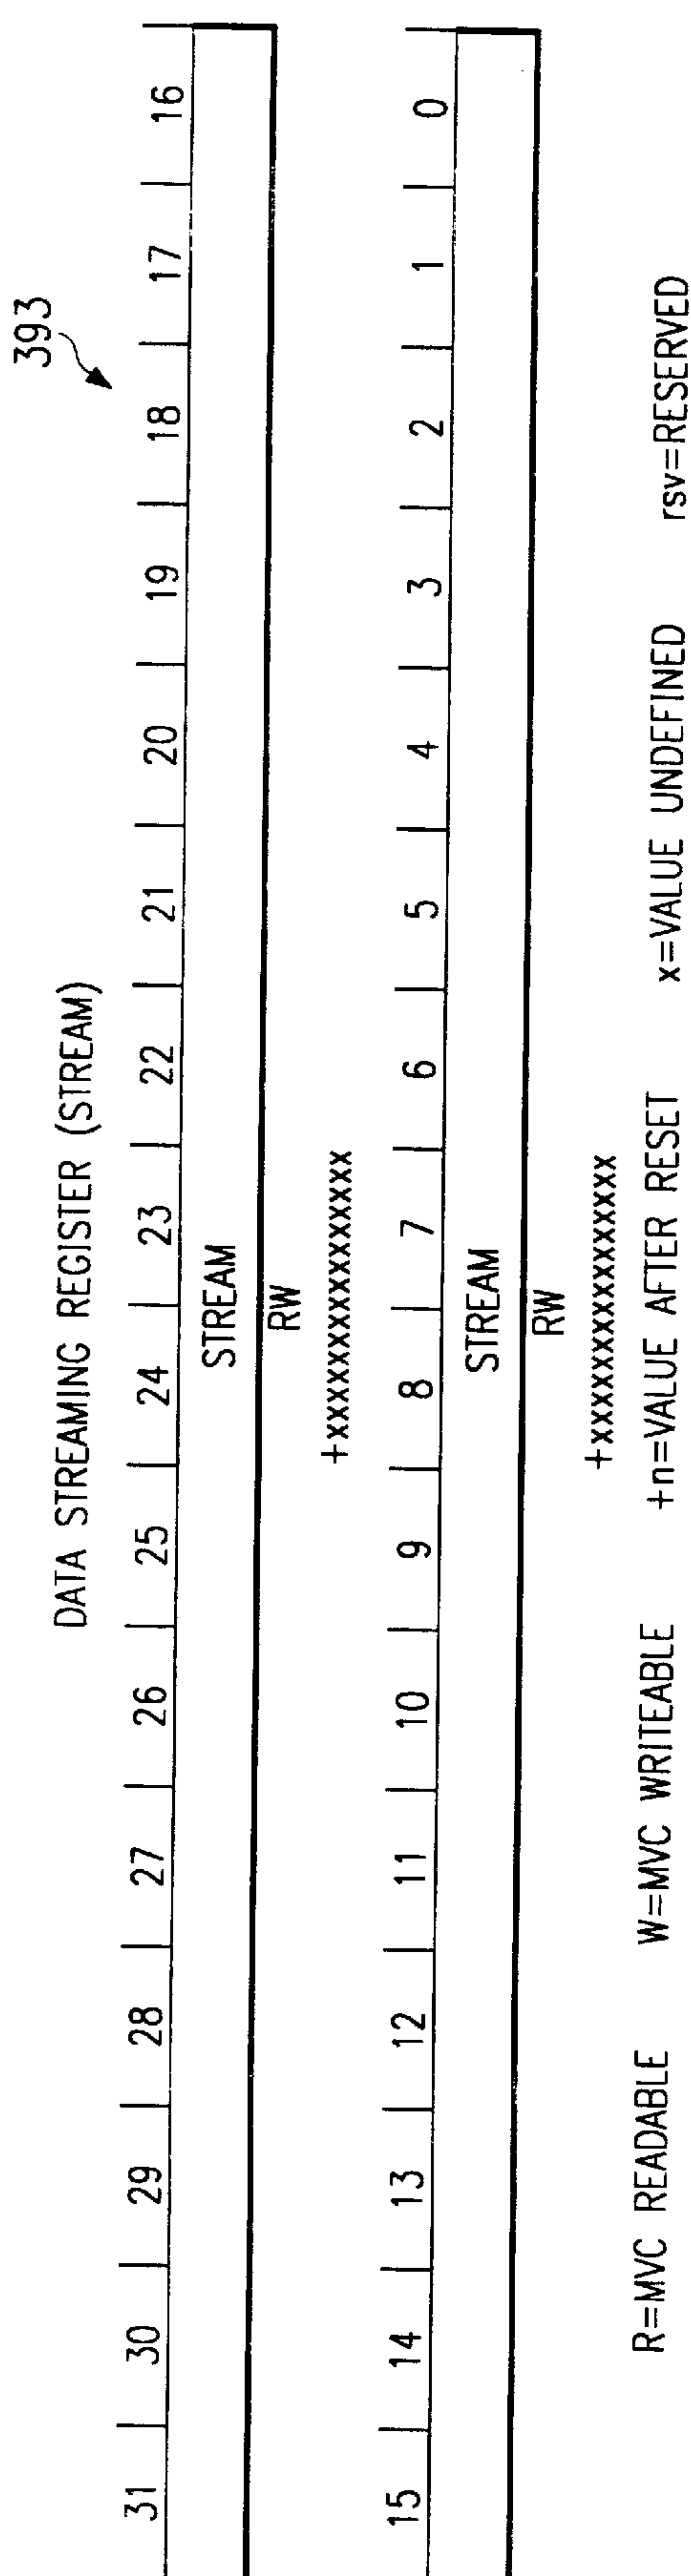 393
DATA STREAMING REGISTER (STREAM)
31 30 29 28 27 26 25 24 23 22 21 20 19 18 17 16
STREAM
RW
+xxxxxxxxxxxxxxxx
15 14 13 12 11 10 9 8 7 6 5 4 3 2 1 0
STREAM
RW
+xxxxxxxxxxxxxxxx
R=MVC READABLE W=MVC WRITEABLE +n=VALUE AFTER RESET x=VALUE UNDEFINED rsv=RESERVED